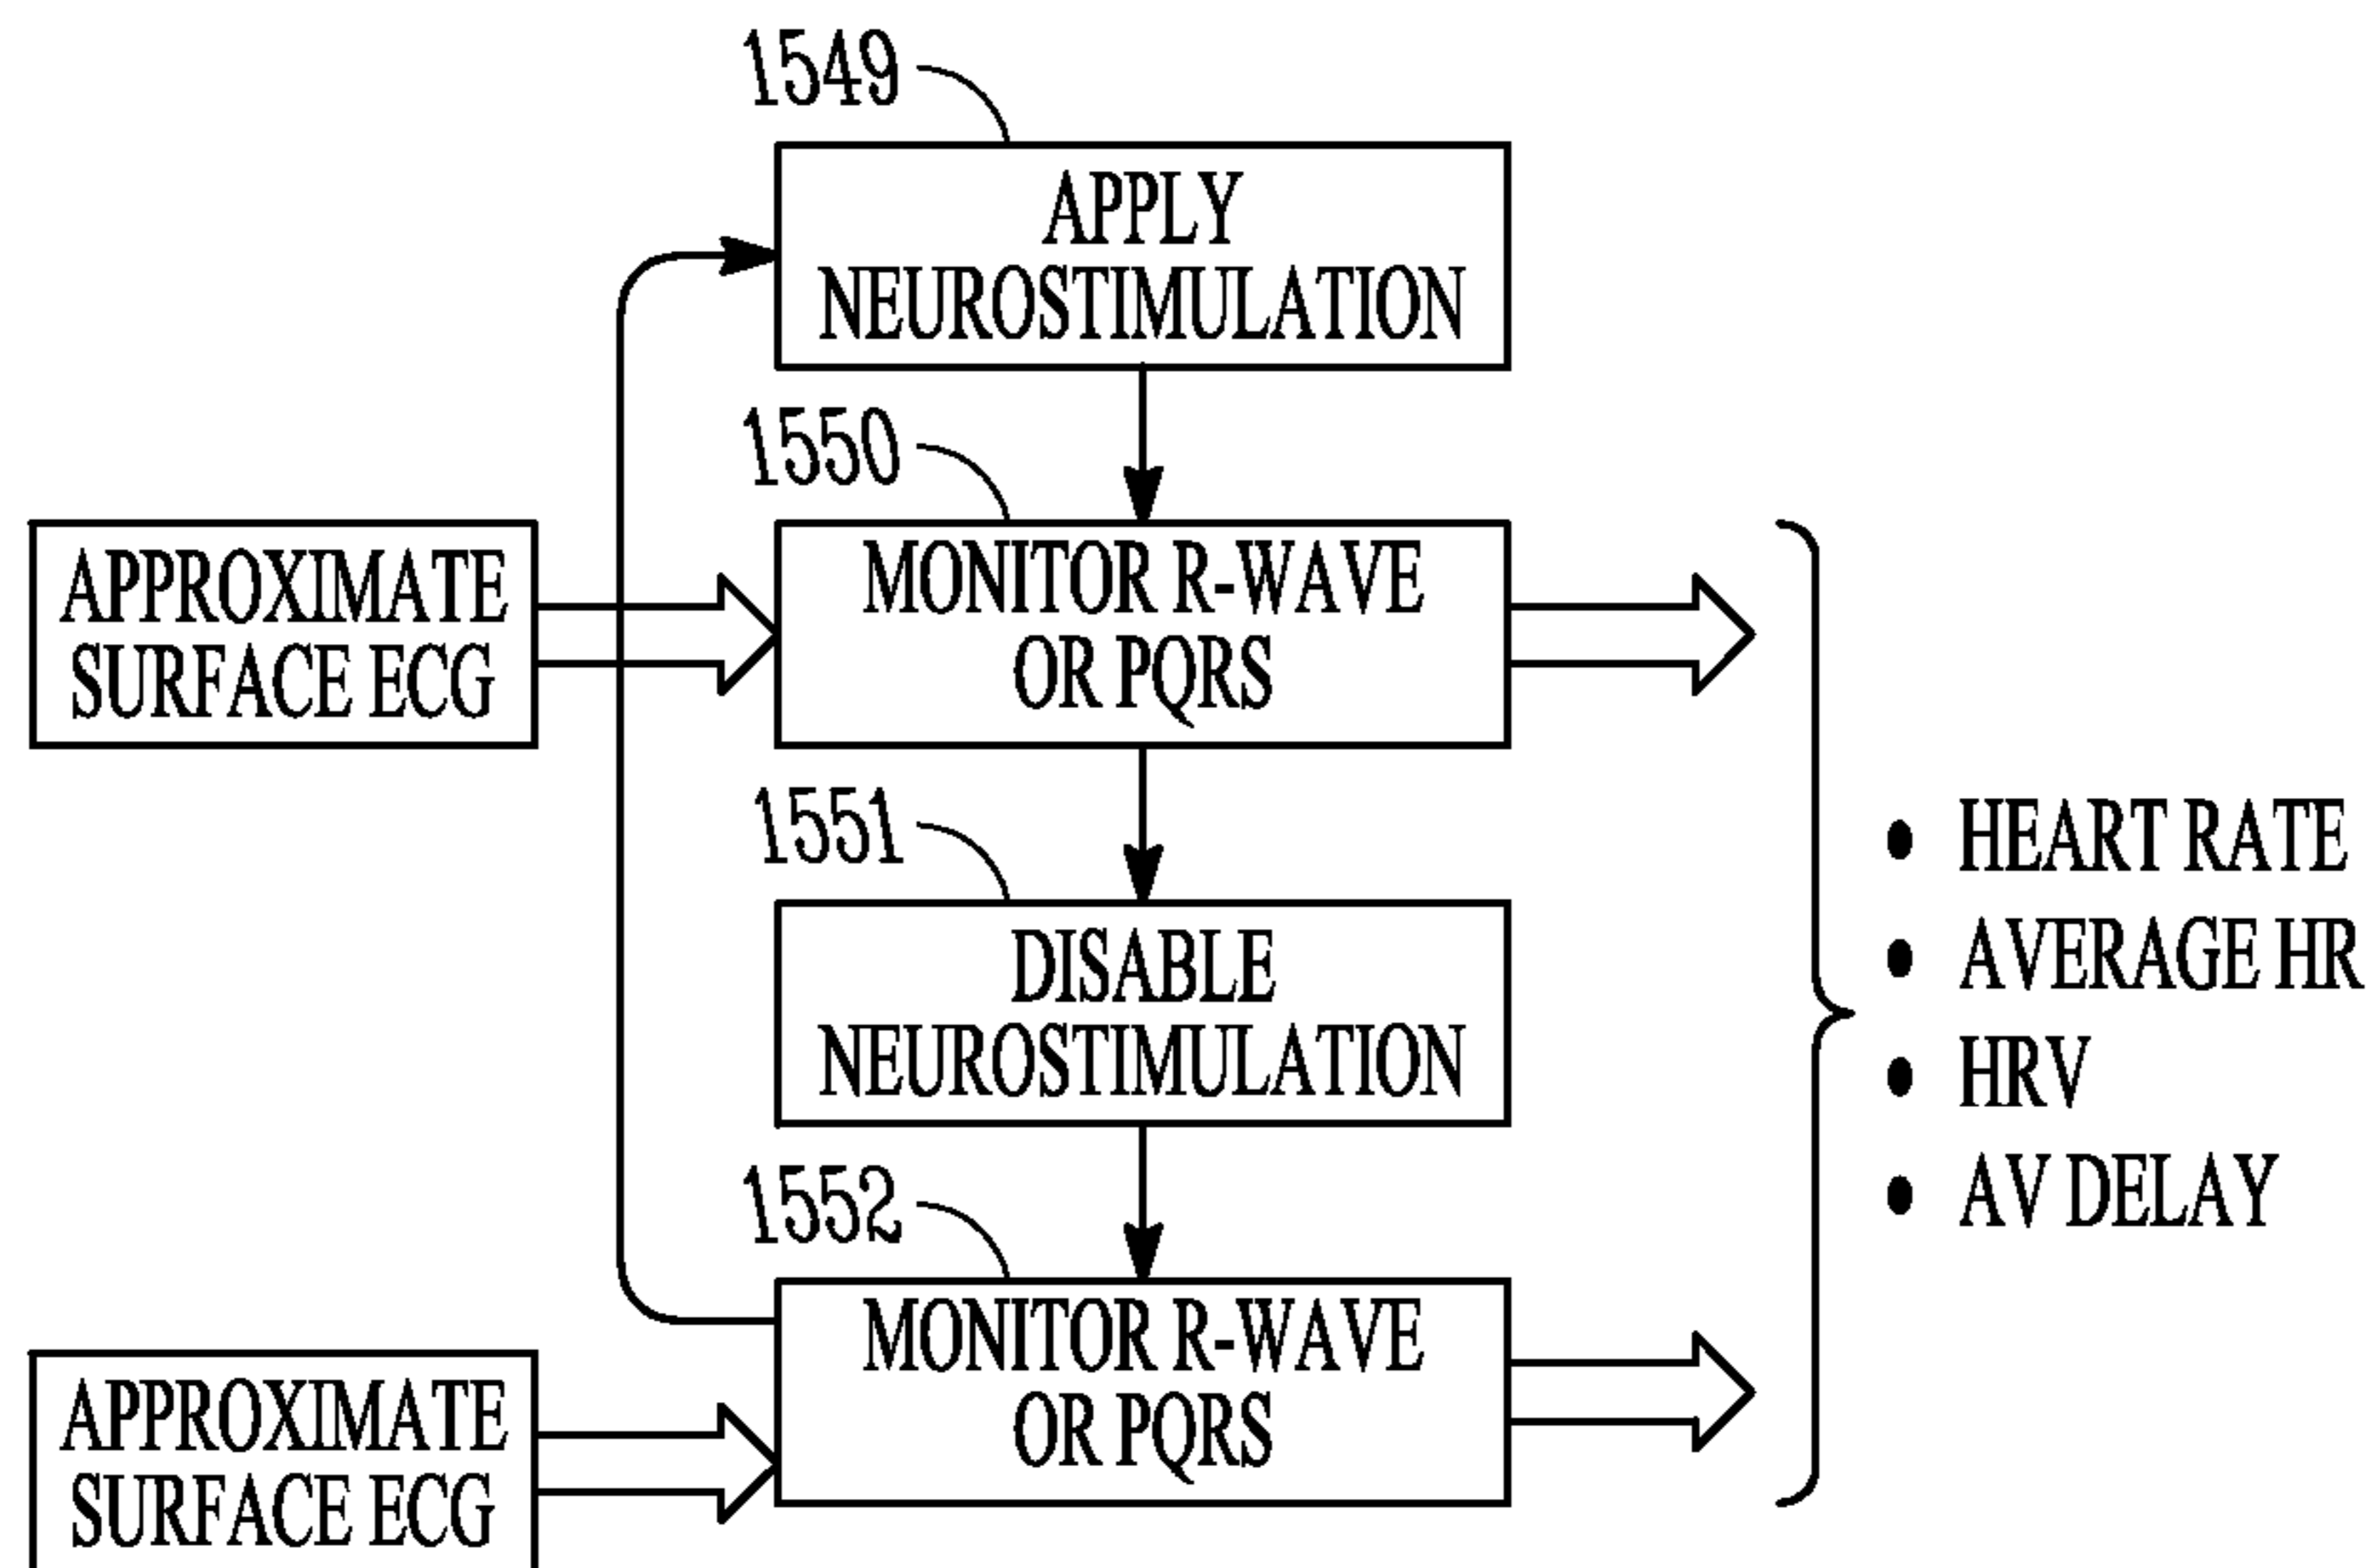 1549
APPLY
NEUROSTIMULATION
1550
APPROXIMATE
SURFACE ECG
MONITOR R-WAVE
OR PQRS
1551
DISABLE
NEUROSTIMULATION
1552
APPROXIMATE
SURFACE ECG
MONITOR R-WAVE
OR PQRS
● HEART RATE
● AVERAGE HR
● HRV
● AV DELAY